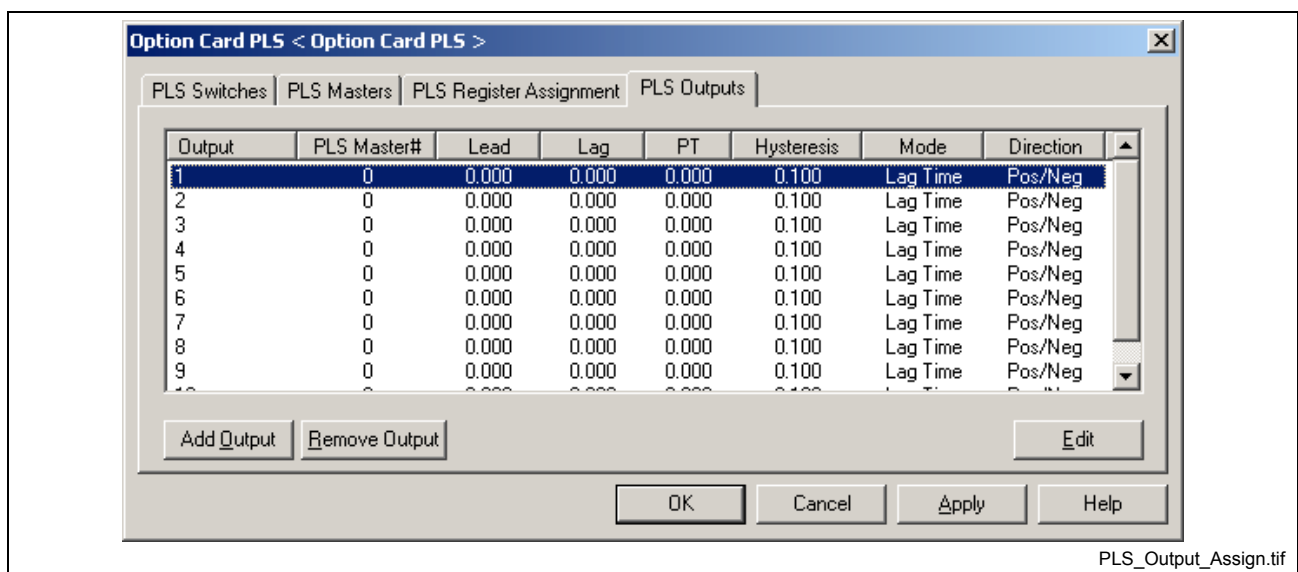 Option Card PLS < Option Card PLS >
PLS Switches PLS Masters PLS Register Assignment PLS Outputs
Output PLS Master# Lead Lag PT Hysteresis Mode Direction
1 0 0.000 0.000 0.000 0.100 Lag Time Pos/Neg
2 0 0.000 0.000 0.000 0.100 Lag Time Pos/Neg
3 0 0.000 0.000 0.000 0.100 Lag Time Pos/Neg
4 0 0.000 0.000 0.000 0.100 Lag Time Pos/Neg
5 0 0.000 0.000 0.000 0.100 Lag Time Pos/Neg
6 0 0.000 0.000 0.000 0.100 Lag Time Pos/Neg
7 0 0.000 0.000 0.000 0.100 Lag Time Pos/Neg
8 0 0.000 0.000 0.000 0.100 Lag Time Pos/Neg
9 0 0.000 0.000 0.000 0.100 Lag Time Pos/Neg
Add Output Remove Output Edit
OK Cancel Apply Help
PLS_Output_Assign.tif